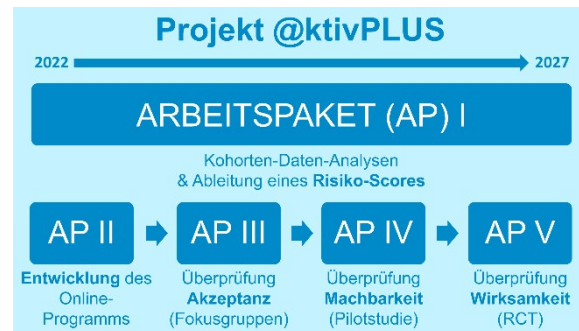 Projekt @ktivPLUS
2022 2027
ARBEITSPAKET (AP) I
Kohorten-Daten-Analysen
& Ableitung eines Risiko-Scores
AP II
AP III
AP IV
AP V
Entwicklung des
Online-
Programms
Überprüfung
Akzeptanz
(Fokusgruppen)
Überprüfung
Machbarkeit
(Pilotstudie)
Überprüfung
Wirksamkeit
(RCT)